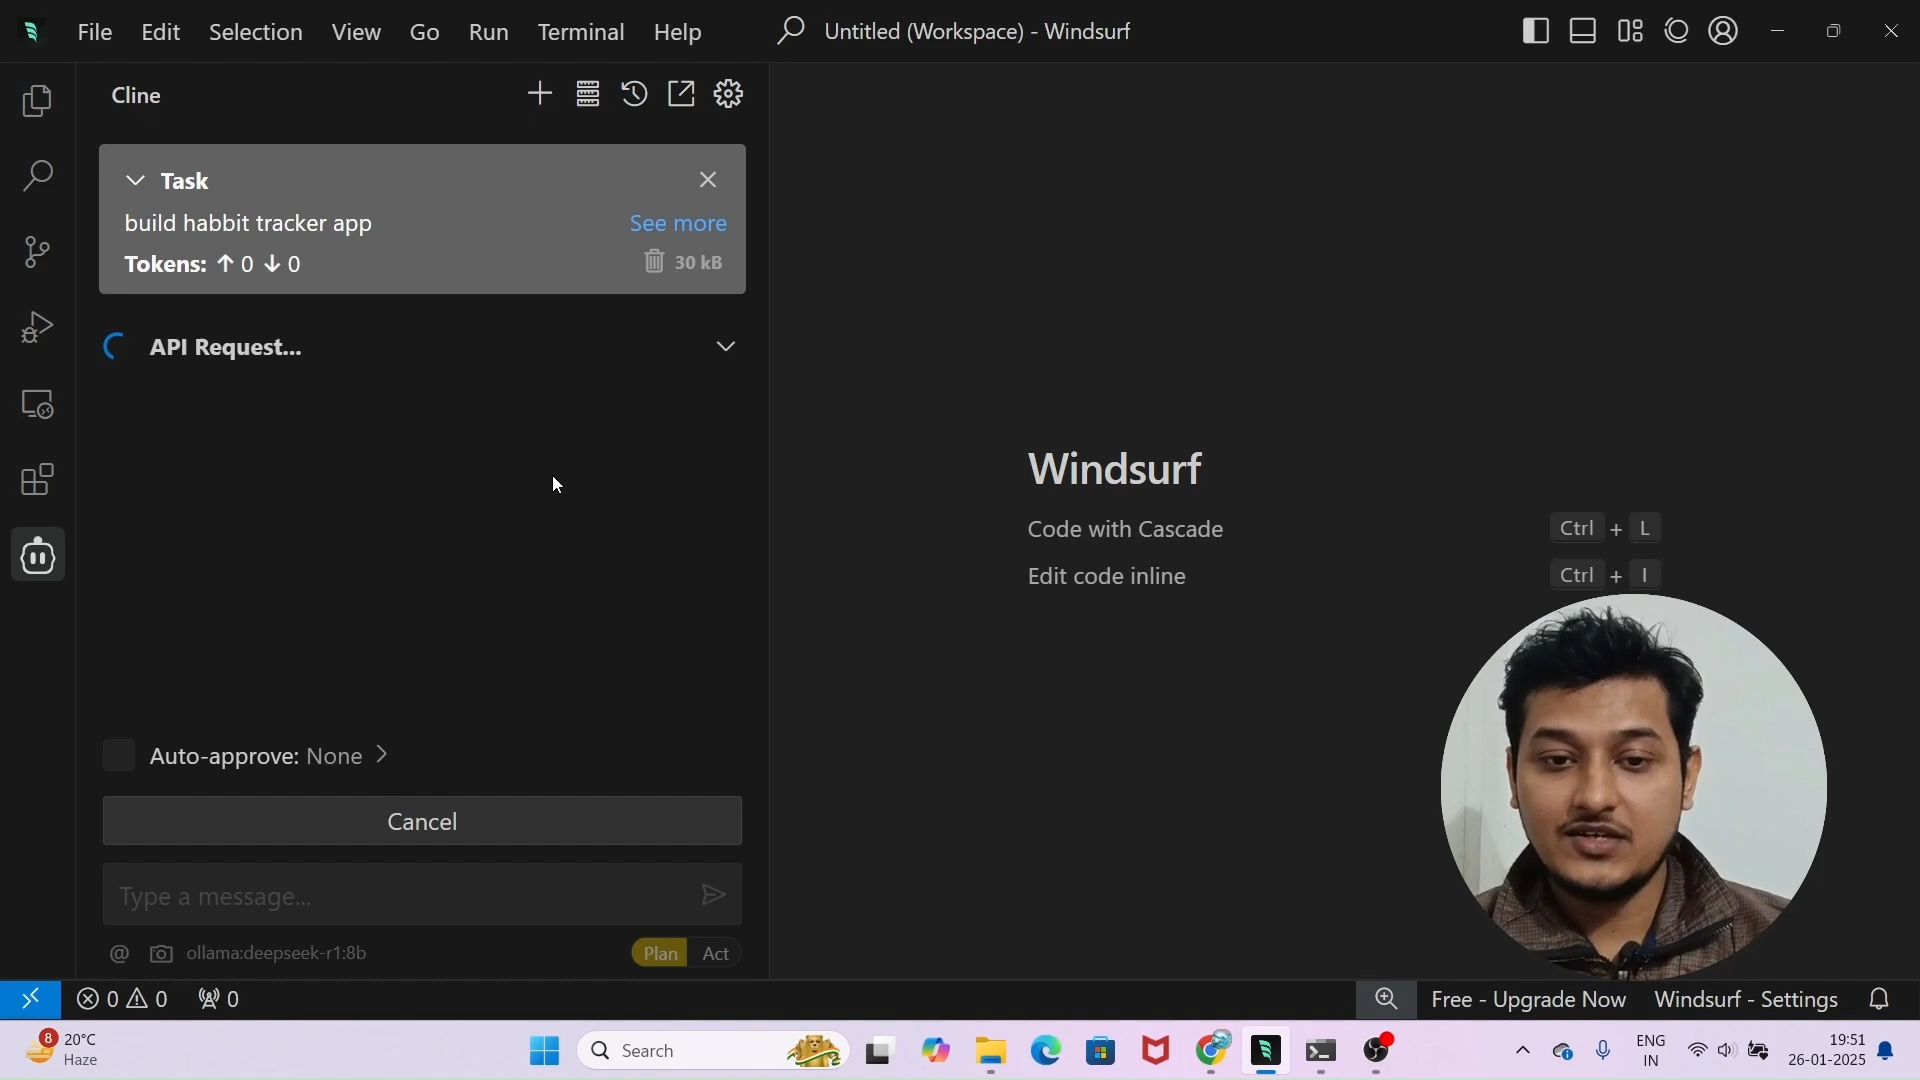 File Edit Selection View Go Run Terminal Help
Untitled (Workspace) - Windsurf
Cline
Task
build habbit tracker app See more
Tokens: ↑ 0 ↓ 0 30 kB
API Request...
Windsurf
Code with Cascade Ctrl + L
Edit code inline Ctrl + I
Auto-approve: None
Cancel
Type a message...
@ ollama:deepseek-r1:8b Plan Act
0 0 0 Free - Upgrade Now Windsurf - Settings
8 20°C
Haze
Search
ENG
IN
19:51
26-01-2025